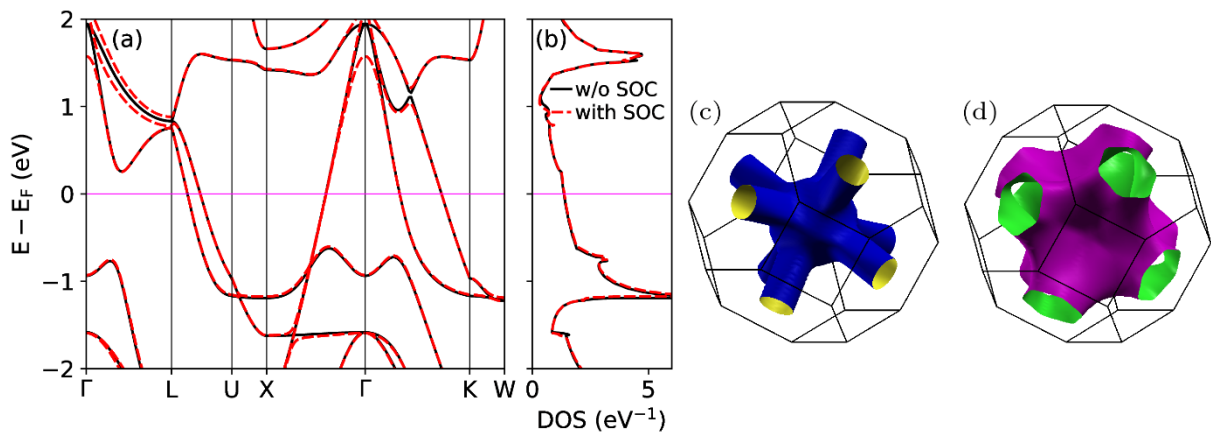 (a)
(b)
(c)
(d)
E − E_F (eV)
2
1
0
−1
−2
Γ L U X Γ K W
w/o SOC
with SOC
0 5
DOS (eV⁻¹)